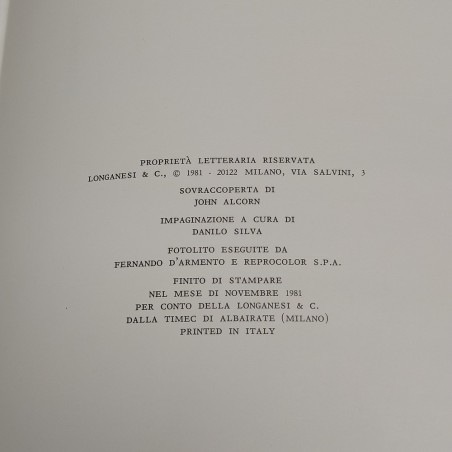 PROPRIETÀ LETTERARIA RISERVATA
LONGANESI & C., © 1981 - 20122 MILANO, VIA SALVINI, 3
SOVRACCOPERTA DI
JOHN ALCORN
IMPAGINAZIONE A CURA DI
DANILO SILVA
FOTOLITO ESEGUITE DA
FERNANDO D'ARMENTO E REPROCOLOR S.P.A.
FINITO DI STAMPARE
NEL MESE DI NOVEMBRE 1981
PER CONTO DELLA LONGANESI & C.
DALLA TIMEC DI ALBAIRATE (MILANO)
PRINTED IN ITALY